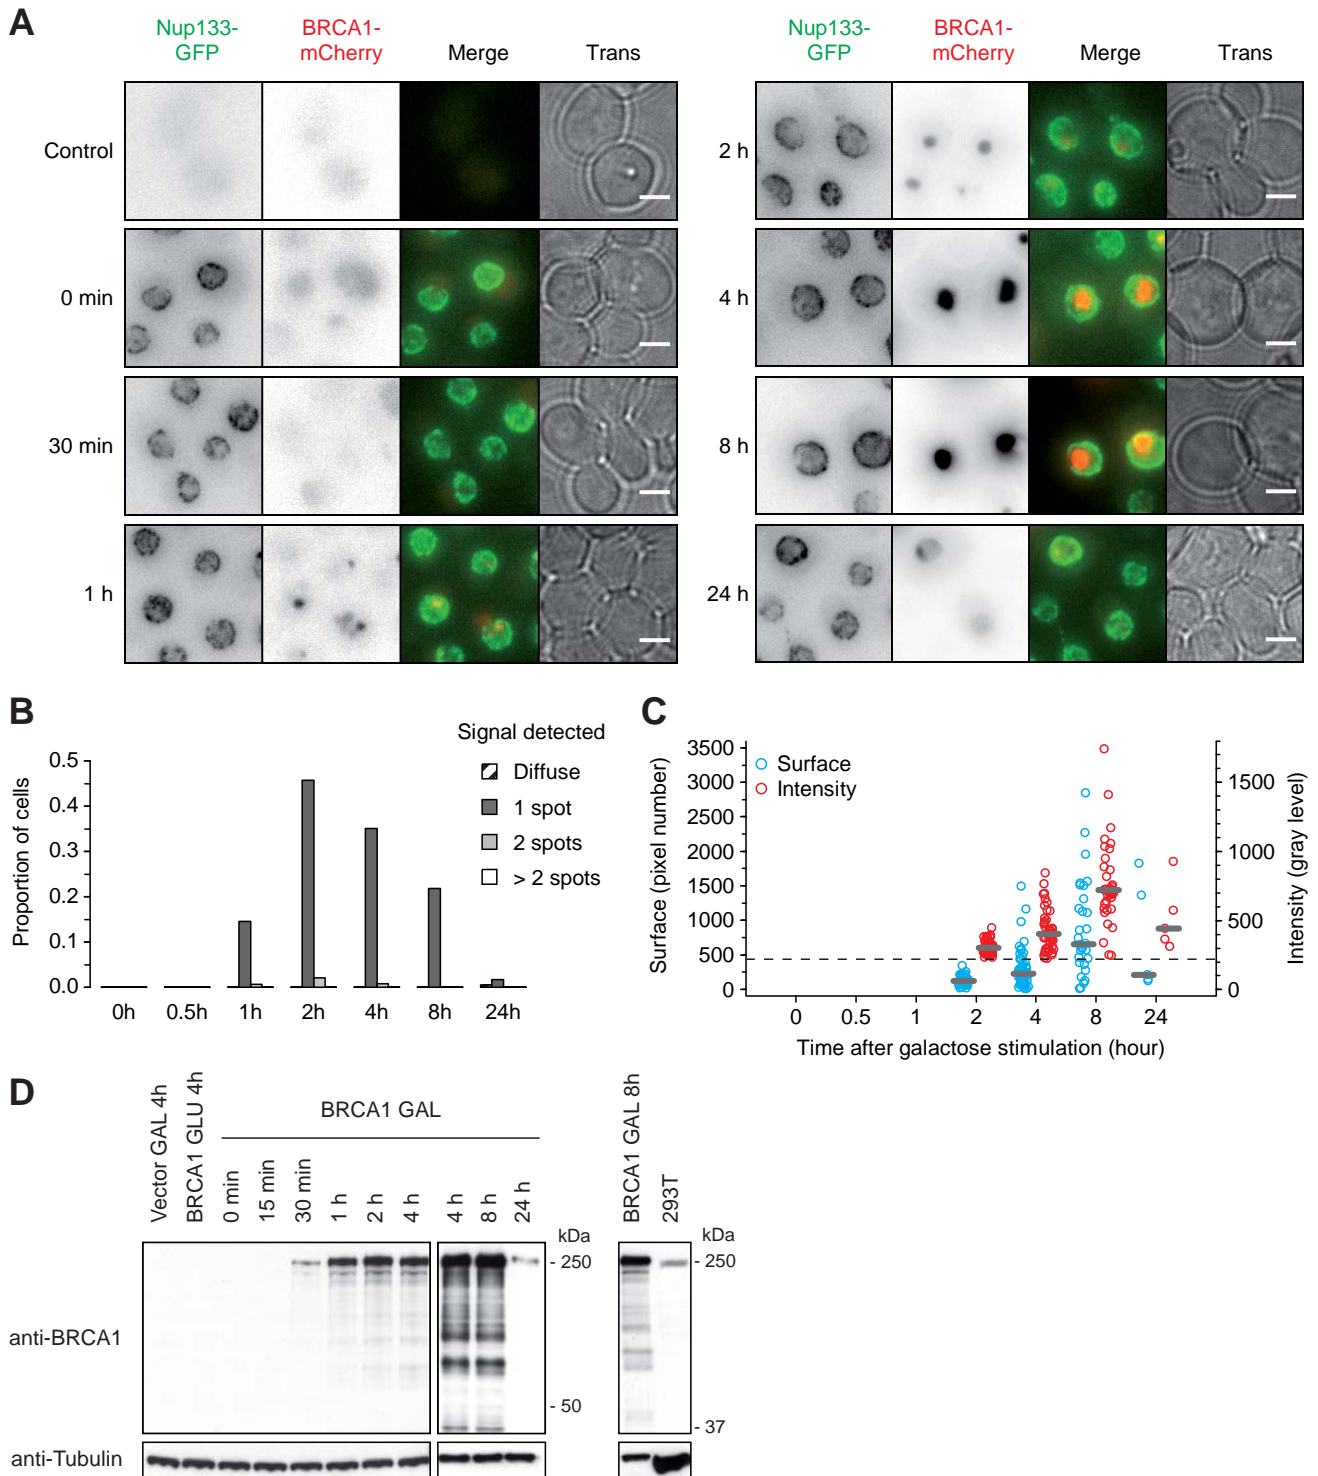 A
Nup133-
GFP
BRCA1-
mCherry
Merge
Trans
Control
0 min
30 min
1 h
Nup133-
GFP
BRCA1-
mCherry
Merge
Trans
2 h
4 h
8 h
24 h
B
Signal detected
Diffuse
1 spot
2 spots
> 2 spots
Proportion of cells
0.5
0.4
0.3
0.2
0.1
0.0
0h 0.5h 1h 2h 4h 8h 24h
C
Surface
Intensity
Surface (pixel number)
3500
3000
2500
2000
1500
1000
500
0
Intensity (gray level)
1500
1000
500
0
0 0.5 1 2 4 8 24
Time after galactose stimulation (hour)
D
Vector GAL 4h
BRCA1 GLU 4h
BRCA1 GAL
0 min
15 min
30 min
1 h
2 h
4 h
4 h
8 h
24 h
BRCA1 GAL 8h
293T
kDa
- 250
- 50
kDa
- 250
- 37
anti-BRCA1
anti-Tubulin